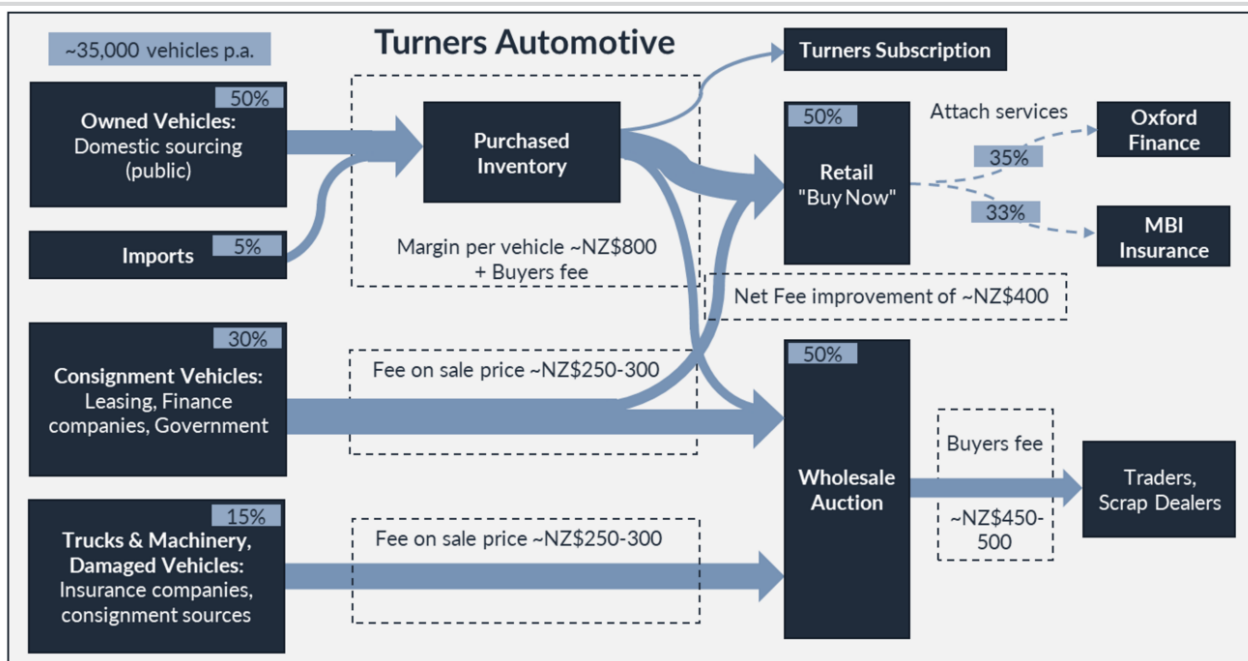 ~35,000 vehicles p.a.
Turners Automotive
Turners Subscription
50%
Owned Vehicles:
Domestic sourcing
(public)
Purchased
Inventory
50%
Retail
"Buy Now"
Attach services
35%
33%
Oxford
Finance
MBI
Insurance
5%
Imports
Margin per vehicle ~NZ$800
+ Buyers fee
Net Fee improvement of ~NZ$400
30%
Consignment Vehicles:
Leasing, Finance
companies, Government
Fee on sale price ~NZ$250-300
50%
Wholesale
Auction
Buyers fee
~NZ$450-
500
Traders,
Scrap Dealers
15%
Trucks & Machinery,
Damaged Vehicles:
Insurance companies,
consignment sources
Fee on sale price ~NZ$250-300